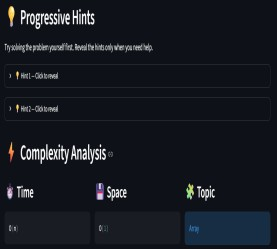 Progressive Hints
Try solving the problem yourself first. Reveal the hints only when you need help.
Hint 1 – Click to reveal
Hint 2 – Click to reveal
Complexity Analysis
Time
Space
Topic
O(n)
Array